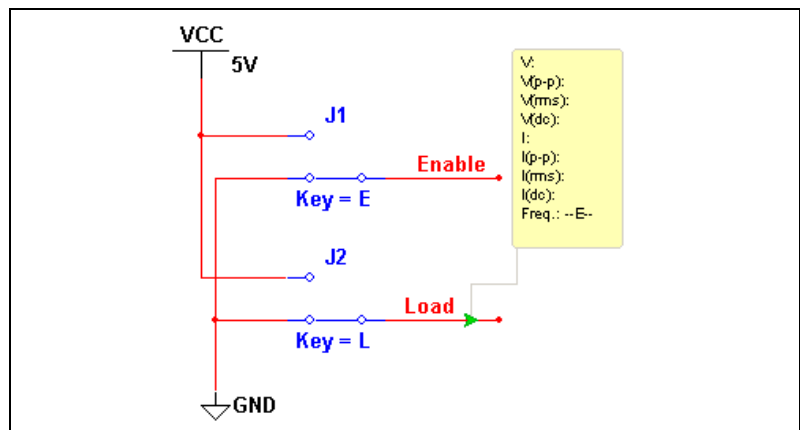 VCC
5V
J1
Enable
Key = E
J2
Load
Key = L
GND
V:
V(p-p):
V(rms):
V(dc):
I:
I(p-p):
I(rms):
I(dc):
Freq.: --E--